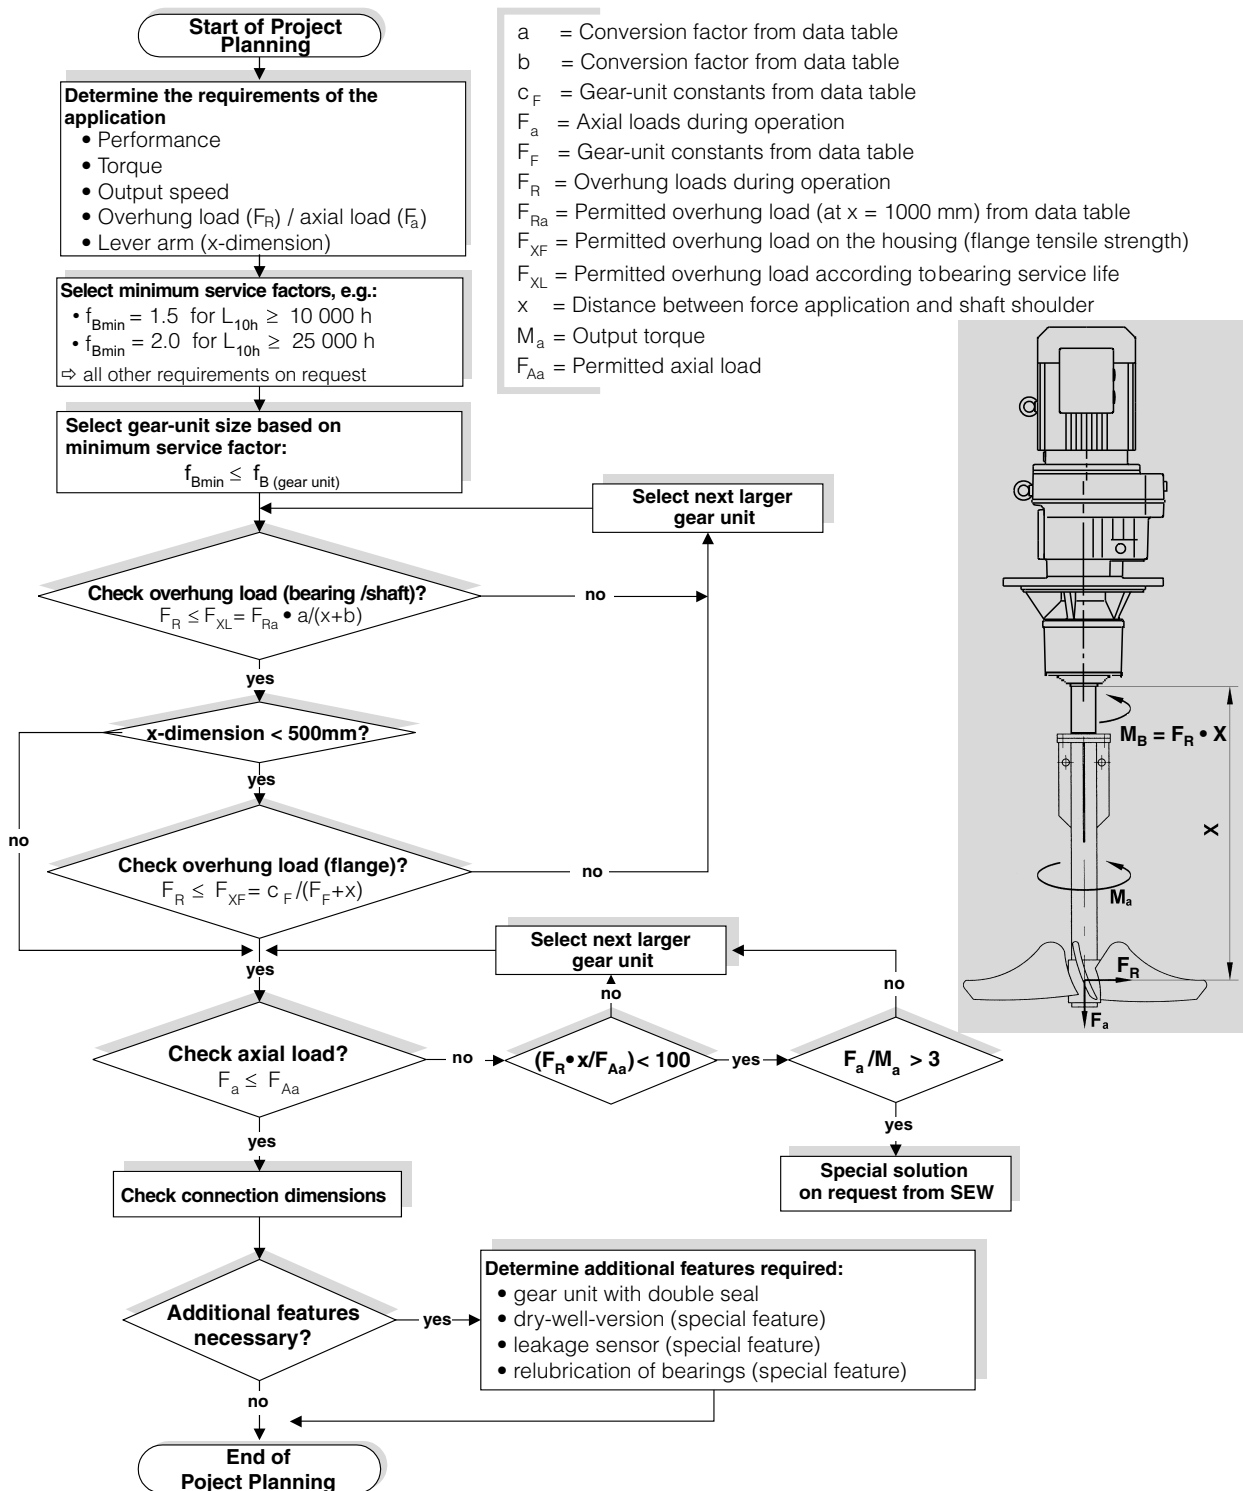 Start of Project
Planning
Determine the requirements of the
application
• Performance
• Torque
• Output speed
• Overhung load (FR) / axial load (Fa)
• Lever arm (x-dimension)
Select minimum service factors, e.g.:
• fBmin = 1.5 for L10h ≥ 10 000 h
• fBmin = 2.0 for L10h ≥ 25 000 h
⇨ all other requirements on request
Select gear-unit size based on
minimum service factor:
fBmin ≤ fB (gear unit)
Select next larger
gear unit
Check overhung load (bearing /shaft)?
FR ≤ FXL = FRa • a/(x+b)
no
yes
x-dimension < 500mm?
yes
no
Check overhung load (flange)?
FR ≤ FXF = cF /(FF+x)
no
yes
Select next larger
gear unit
no
no
Check axial load?
Fa ≤ FAa
no
(FR•x/FAa) < 100
yes
Fa /Ma > 3
yes
yes
Special solution
on request from SEW
Check connection dimensions
Additional features
necessary?
yes
Determine additional features required:
• gear unit with double seal
• dry-well-version (special feature)
• leakage sensor (special feature)
• relubrication of bearings (special feature)
no
End of
Poject Planning
a = Conversion factor from data table
b = Conversion factor from data table
cF = Gear-unit constants from data table
Fa = Axial loads during operation
FF = Gear-unit constants from data table
FR = Overhung loads during operation
FRa = Permitted overhung load (at x = 1000 mm) from data table
FXF = Permitted overhung load on the housing (flange tensile strength)
FXL = Permitted overhung load according to bearing service life
x = Distance between force application and shaft shoulder
Ma = Output torque
FAa = Permitted axial load
MB = FR • X
X
Ma
FR
Fa